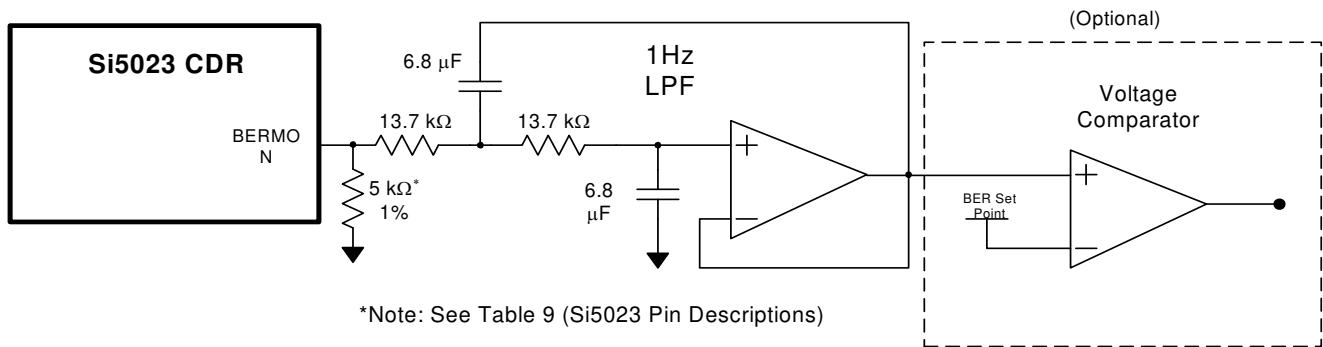 (Optional)
Si5023 CDR
6.8 µF
1Hz
LPF
Voltage
Comparator
BERMO
N
13.7 kΩ
13.7 kΩ
+
+
5 kΩ*
1%
6.8
µF
−
BER Set
Point
−
*Note: See Table 9 (Si5023 Pin Descriptions)